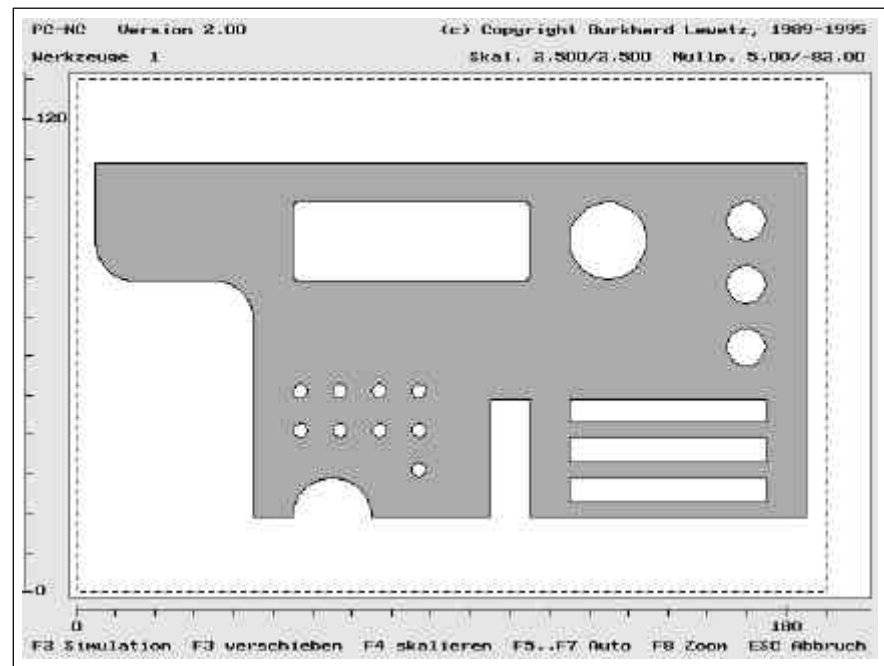 PC-NC Version 2.00 (c) Copyright Burkhard Lewetz, 1989-1995
Werkzeuge 1 Skal. 2.500/2.500 Nullp. 5.00/-82.00
120
0
0 180
F2 Simulation F3 verschieben F4 skalieren F5..F7 Auto F8 Zoom ESC Abbruch